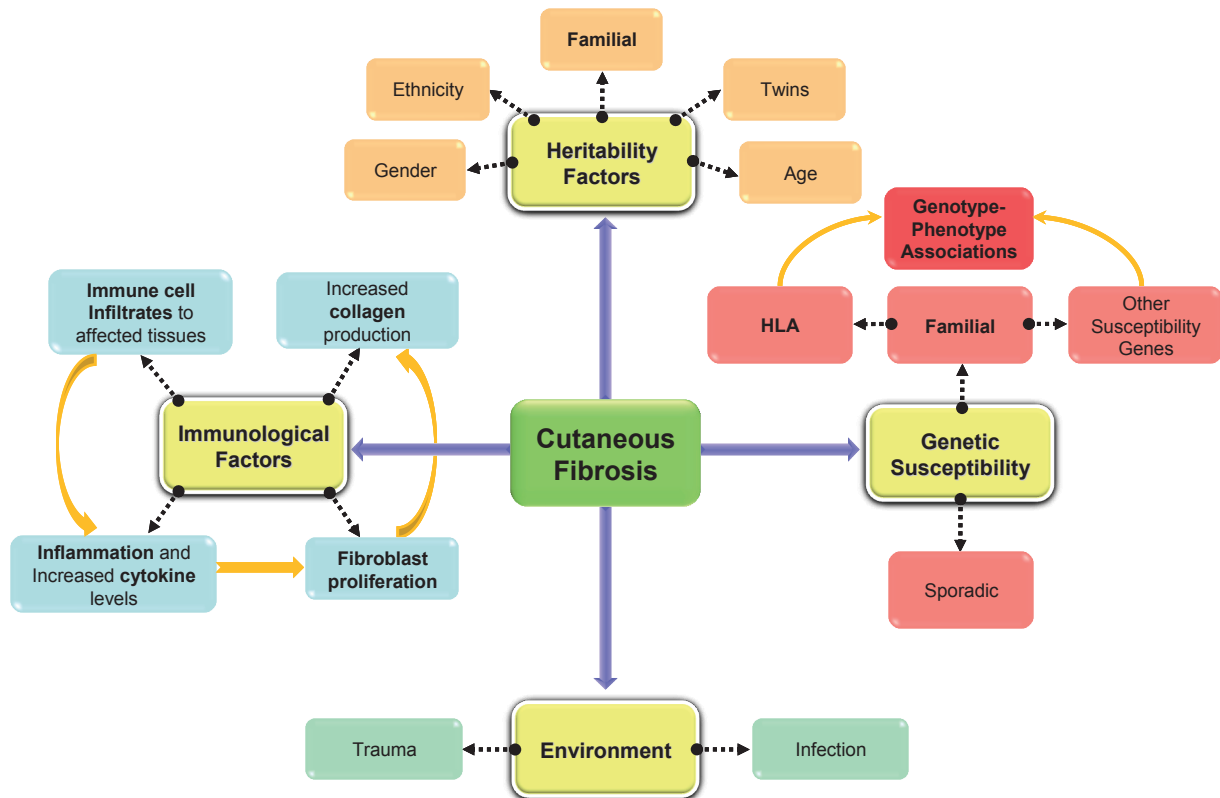 Familial
Ethnicity
Twins
Heritability
Factors
Gender
Age
Genotype-
Phenotype
Associations
Immune cell
Infiltrates to
affected tissues
Increased
collagen
production
HLA
Familial
Other
Susceptibility
Genes
Immunological
Factors
Cutaneous
Fibrosis
Genetic
Susceptibility
Inflammation and
Increased cytokine
levels
Fibroblast
proliferation
Sporadic
Trauma
Environment
Infection